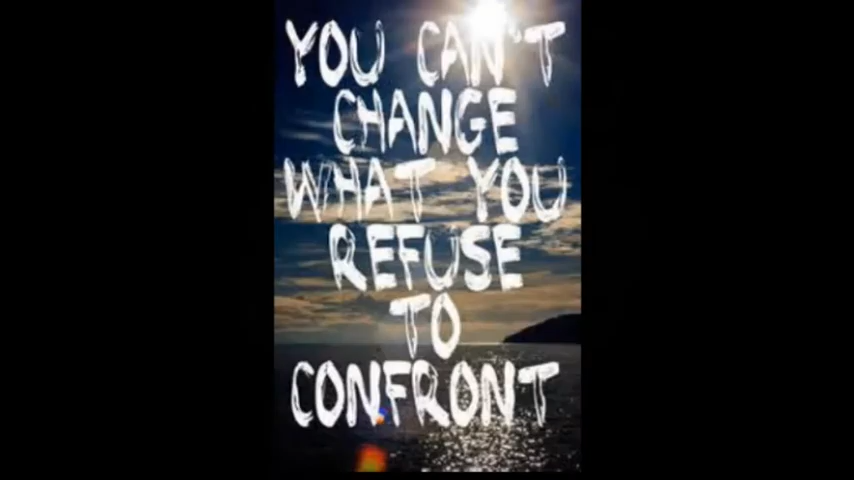 YOU CAN'T
CHANGE
WHAT YOU
REFUSE
TO
CONFRONT